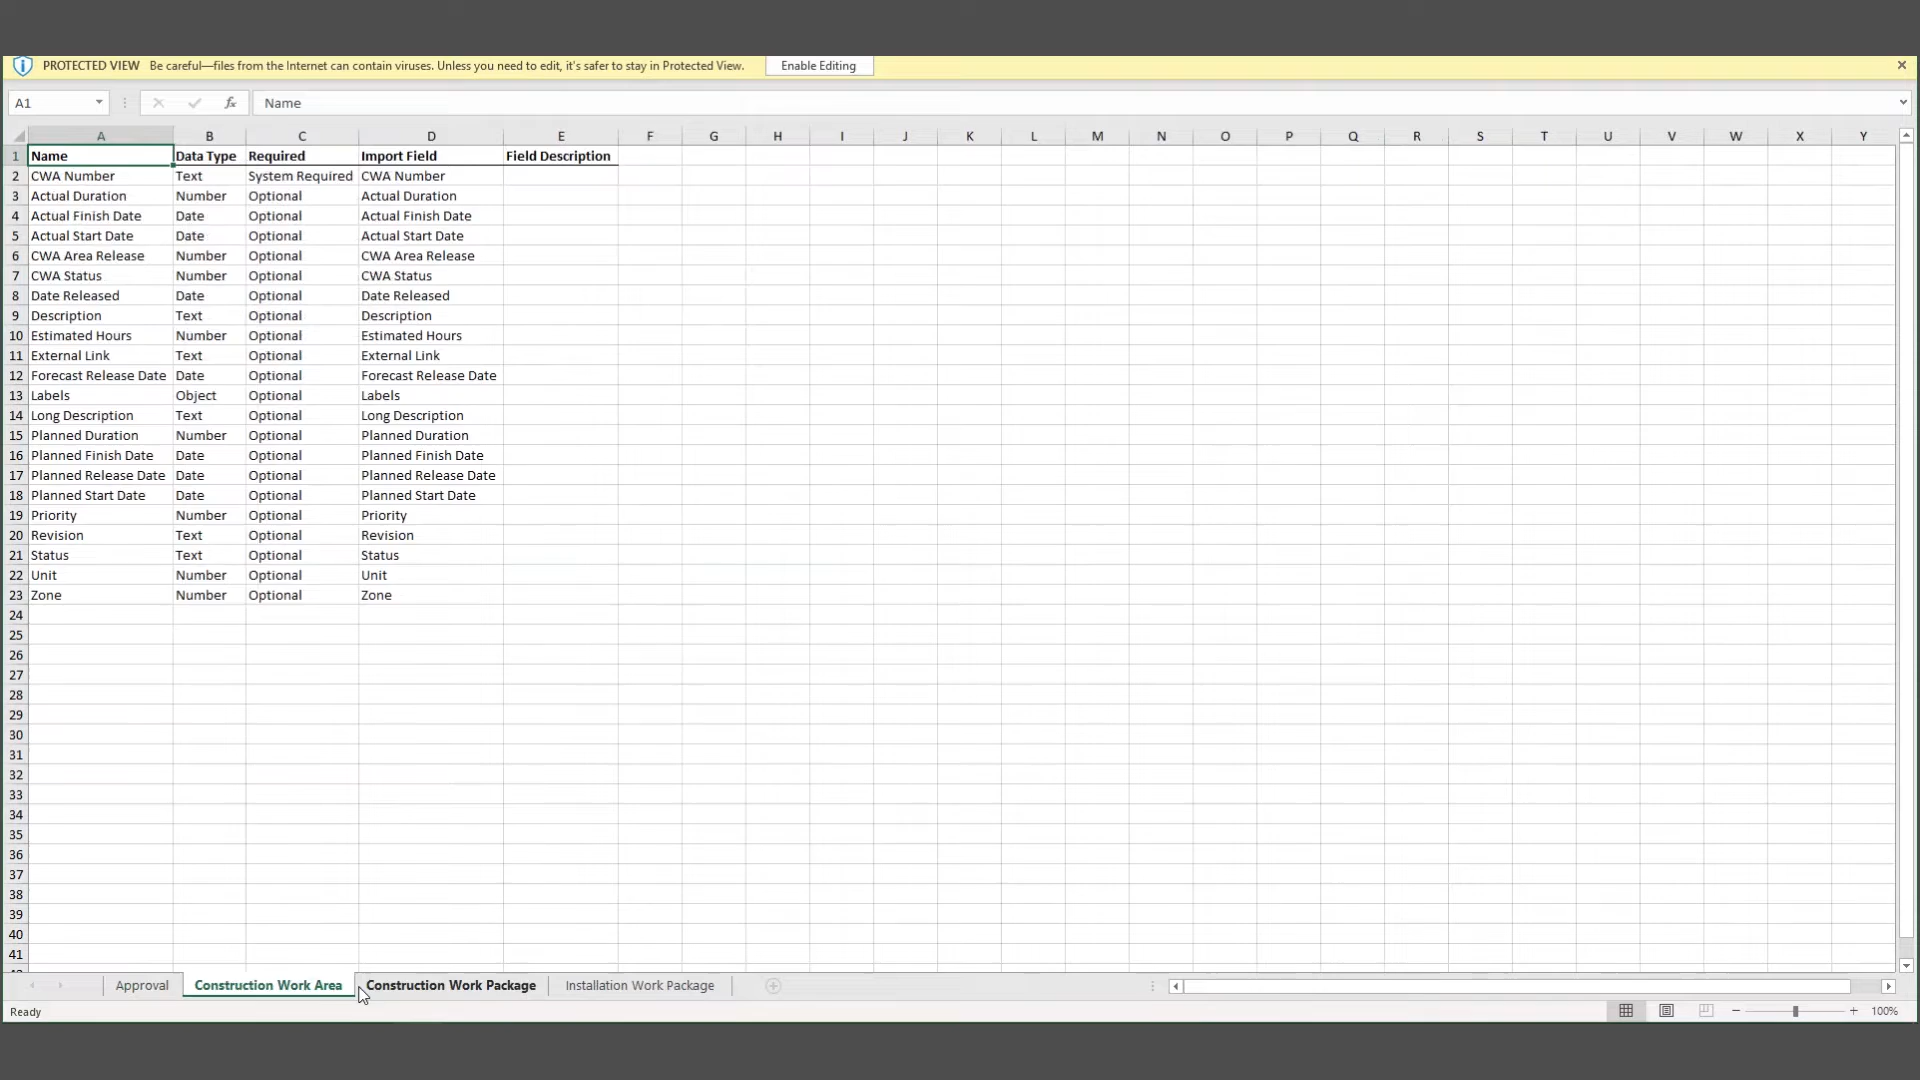 PROTECTED VIEW Be careful—files from the Internet can contain viruses. Unless you need to edit, it's safer to stay in Protected View. Enable Editing
A1 fx Name
A B C D E F G H I J K L M N O P Q R S T U V W X Y
1 Name Data Type Required Import Field Field Description
2 CWA Number Text System Required CWA Number
3 Actual Duration Number Optional Actual Duration
4 Actual Finish Date Date Optional Actual Finish Date
5 Actual Start Date Date Optional Actual Start Date
6 CWA Area Release Number Optional CWA Area Release
7 CWA Status Number Optional CWA Status
8 Date Released Date Optional Date Released
9 Description Text Optional Description
10 Estimated Hours Number Optional Estimated Hours
11 External Link Text Optional External Link
12 Forecast Release Date Date Optional Forecast Release Date
13 Labels Object Optional Labels
14 Long Description Text Optional Long Description
15 Planned Duration Number Optional Planned Duration
16 Planned Finish Date Date Optional Planned Finish Date
17 Planned Release Date Date Optional Planned Release Date
18 Planned Start Date Date Optional Planned Start Date
19 Priority Number Optional Priority
20 Revision Text Optional Revision
21 Status Text Optional Status
22 Unit Number Optional Unit
23 Zone Number Optional Zone
24
25
26
27
28
29
30
31
32
33
34
35
36
37
38
39
40
41
Approval Construction Work Area Construction Work Package Installation Work Package
Ready 100%